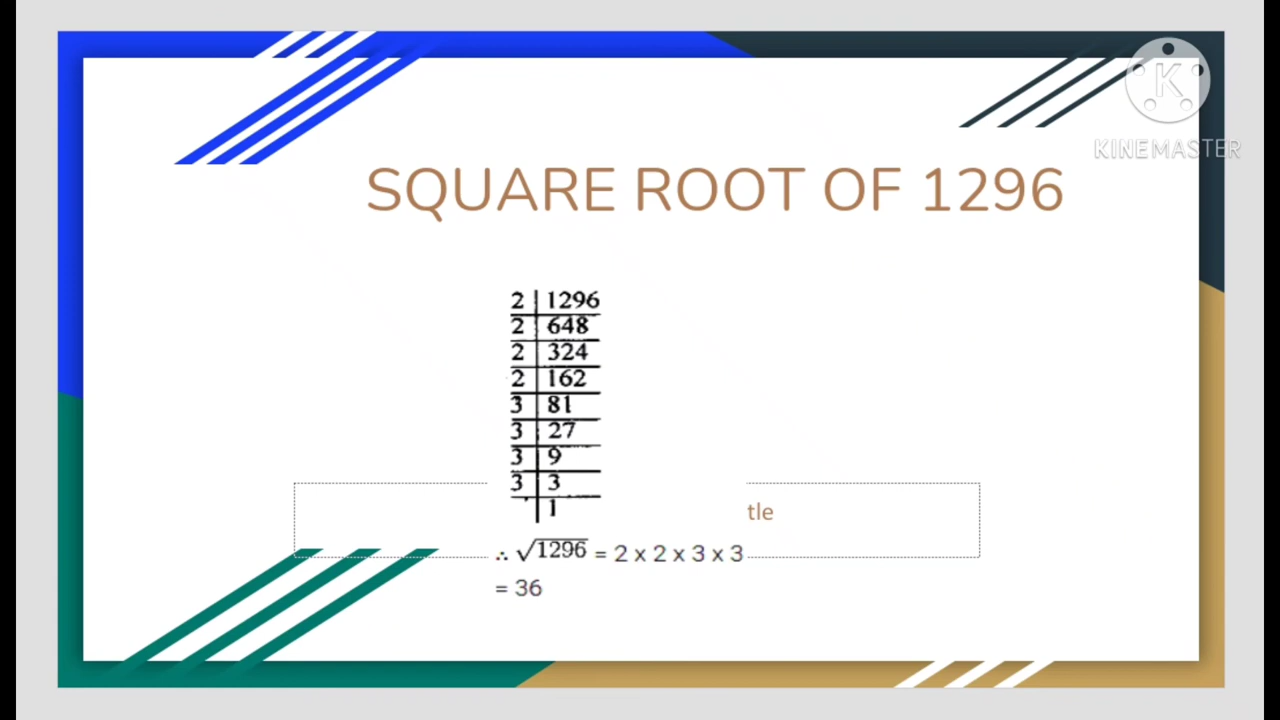 K
KINEMASTER
SQUARE ROOT OF 1296
2 | 1296
2 | 648
2 | 324
2 | 162
3 | 81
3 | 27
3 | 9
3 | 3
| 1
tle
∴ √1296 = 2 x 2 x 3 x 3
= 36